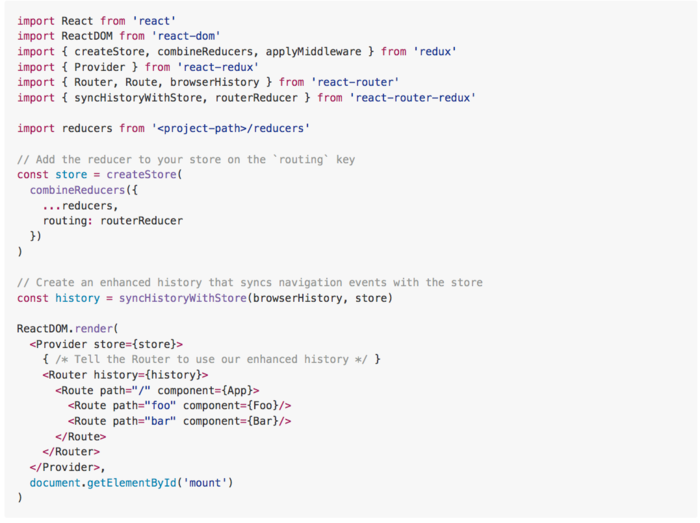 import React from 'react'
import ReactDOM from 'react-dom'
import { createStore, combineReducers, applyMiddleware } from 'redux'
import { Provider } from 'react-redux'
import { Router, Route, browserHistory } from 'react-router'
import { syncHistoryWithStore, routerReducer } from 'react-router-redux'

import reducers from '<project-path>/reducers'

// Add the reducer to your store on the `routing` key
const store = createStore(
  combineReducers({
    ...reducers,
    routing: routerReducer
  })
)

// Create an enhanced history that syncs navigation events with the store
const history = syncHistoryWithStore(browserHistory, store)

ReactDOM.render(
  <Provider store={store}>
    { /* Tell the Router to use our enhanced history */ }
    <Router history={history}>
      <Route path="/" component={App}>
        <Route path="foo" component={Foo}/>
        <Route path="bar" component={Bar}/>
      </Route>
    </Router>
  </Provider>,
  document.getElementById('mount')
)